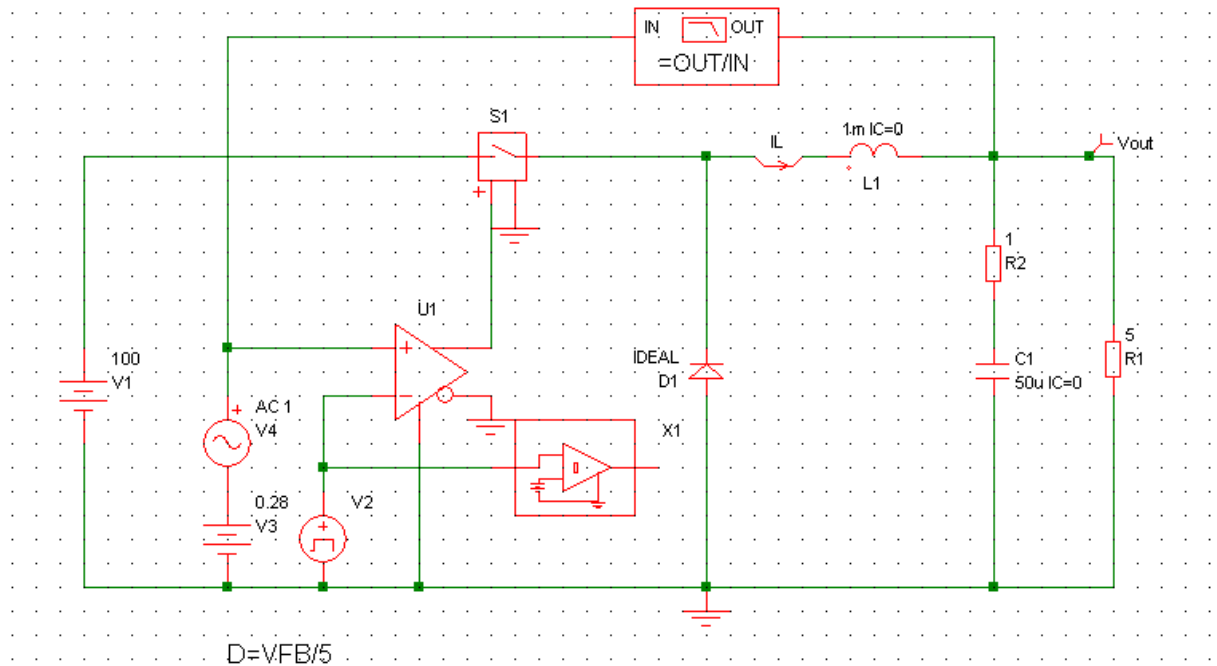 IN OUT
=OUT/IN
S1
IL
1m IC=0
L1
Vout
1
R2
U1
100
V1
AC 1
V4
IDEAL
D1
C1
50u IC=0
5
R1
0.28
V3
V2
X1
D=VFB/5